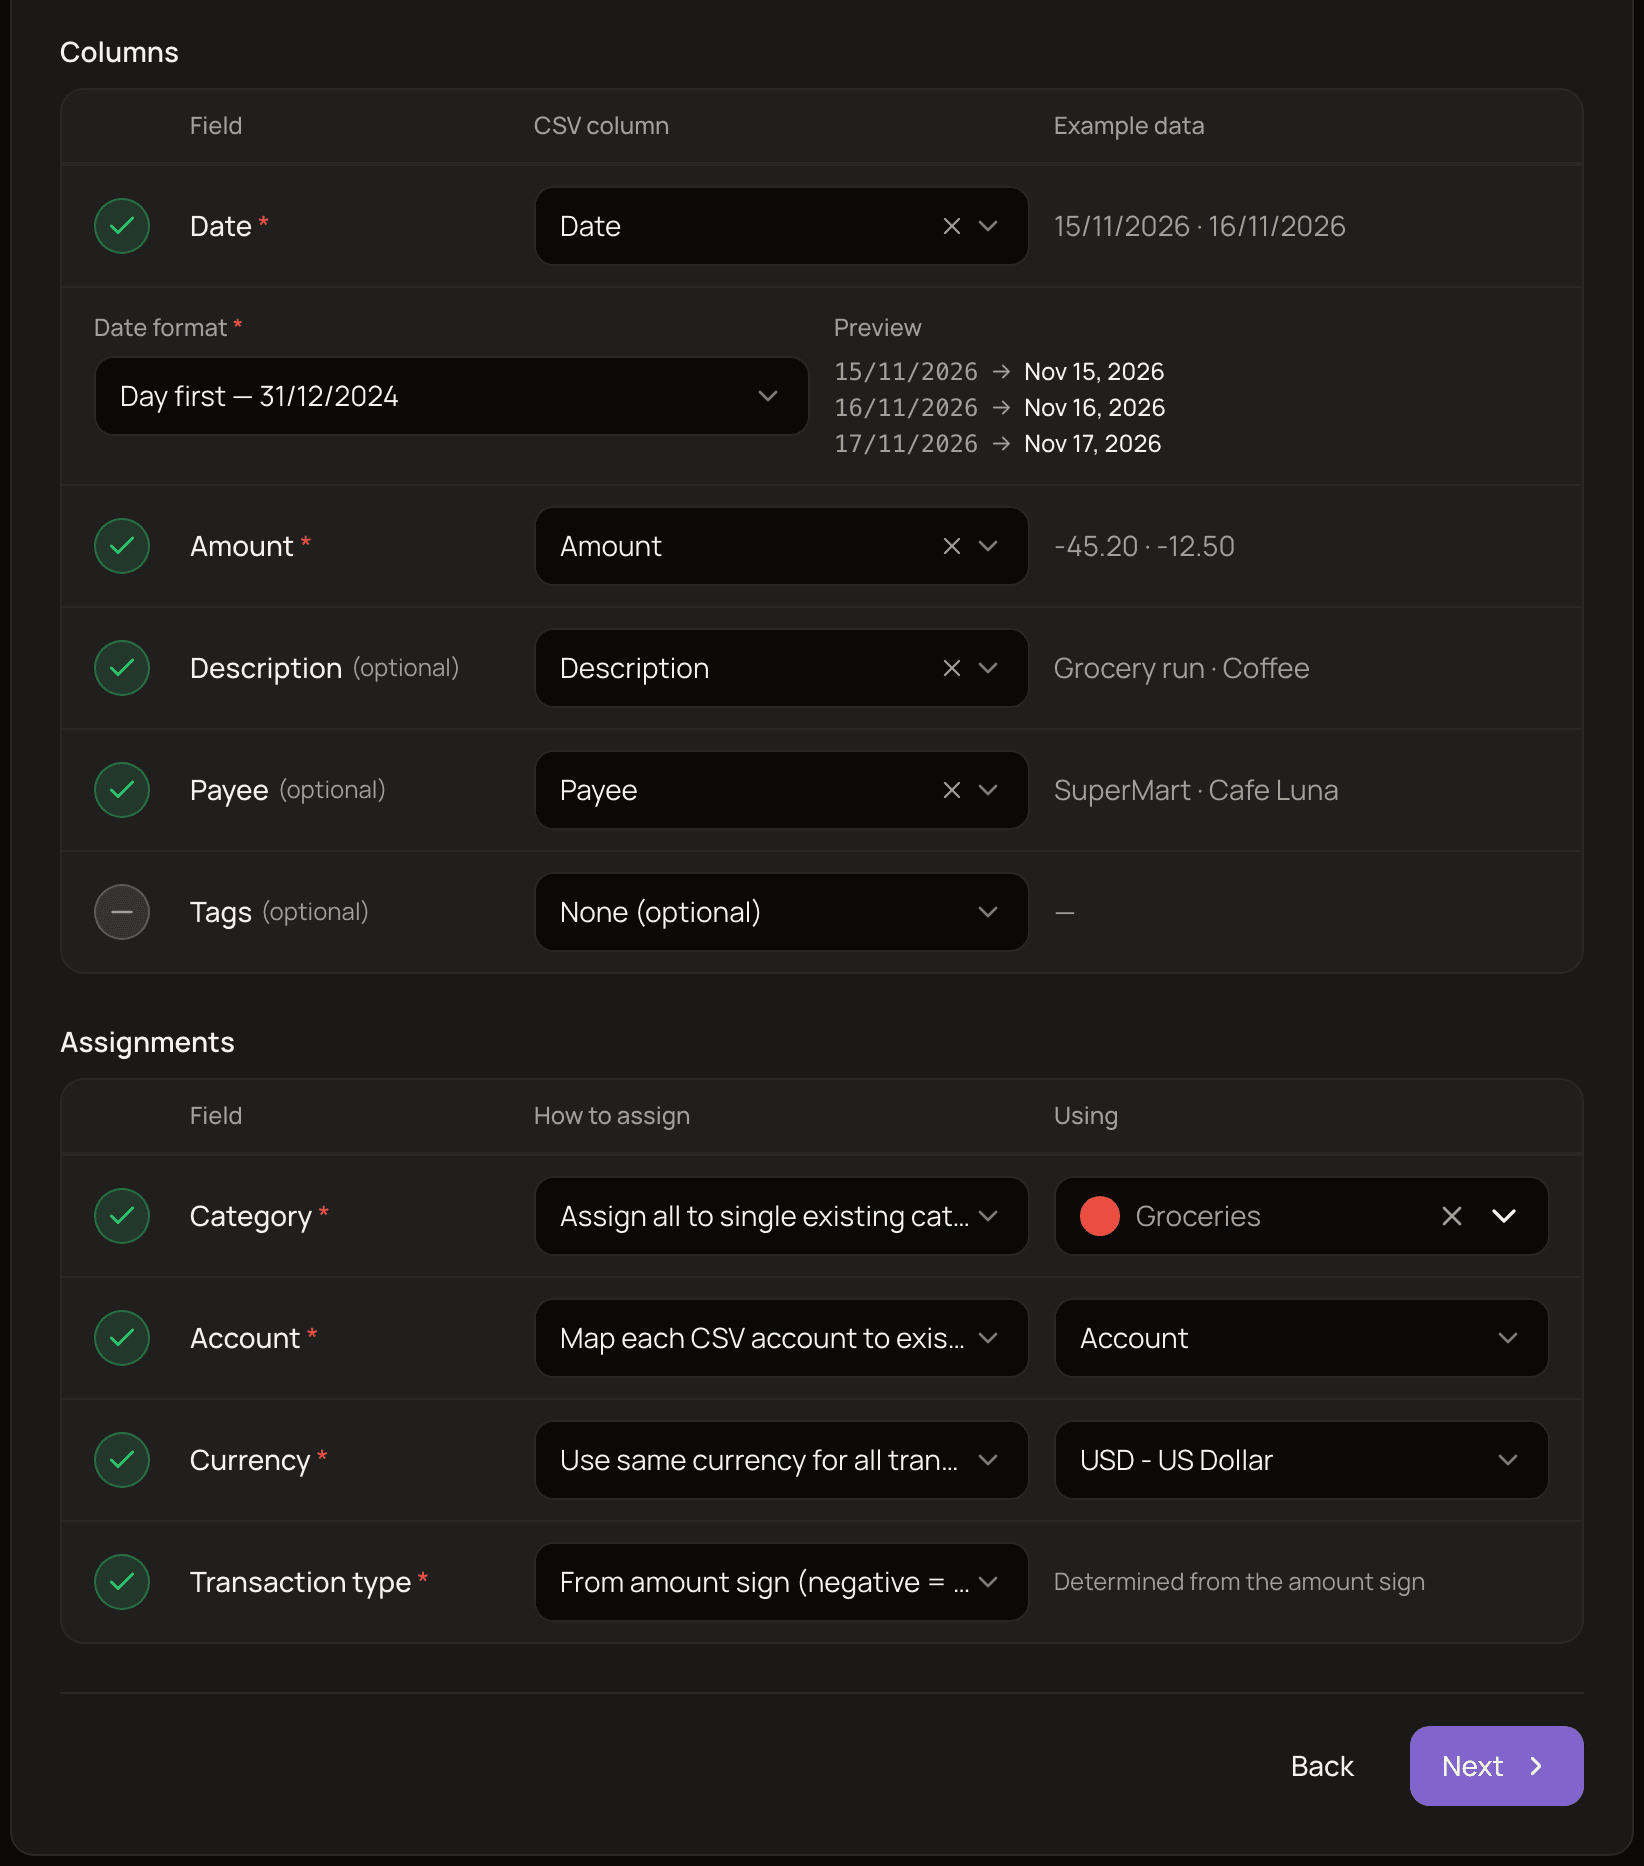 Columns
Field CSV column Example data
Date * Date 15/11/2026 · 16/11/2026
Date format * Preview
Day first — 31/12/2024
15/11/2026 → Nov 15, 2026
16/11/2026 → Nov 16, 2026
17/11/2026 → Nov 17, 2026
Amount * Amount -45.20 · -12.50
Description (optional) Description Grocery run · Coffee
Payee (optional) Payee SuperMart · Cafe Luna
Tags (optional) None (optional) —
Assignments
Field How to assign Using
Category * Assign all to single existing cat... Groceries
Account * Map each CSV account to exis... Account
Currency * Use same currency for all tran... USD - US Dollar
Transaction type * From amount sign (negative = ... Determined from the amount sign
Back Next